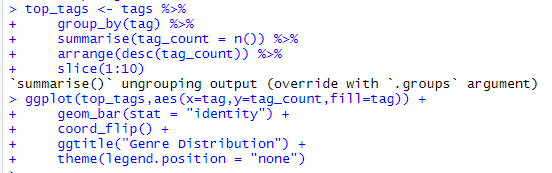 > top_tags <- tags %>%
+     group_by(tag) %>%
+     summarise(tag_count = n()) %>%
+     arrange(desc(tag_count)) %>%
+     slice(1:10)
`summarise()` ungrouping output (override with `.groups` argument)
> ggplot(top_tags,aes(x=tag,y=tag_count,fill=tag)) +
+     geom_bar(stat = "identity") +
+     coord_flip() +
+     ggtitle("Genre Distribution") +
+     theme(legend.position = "none")